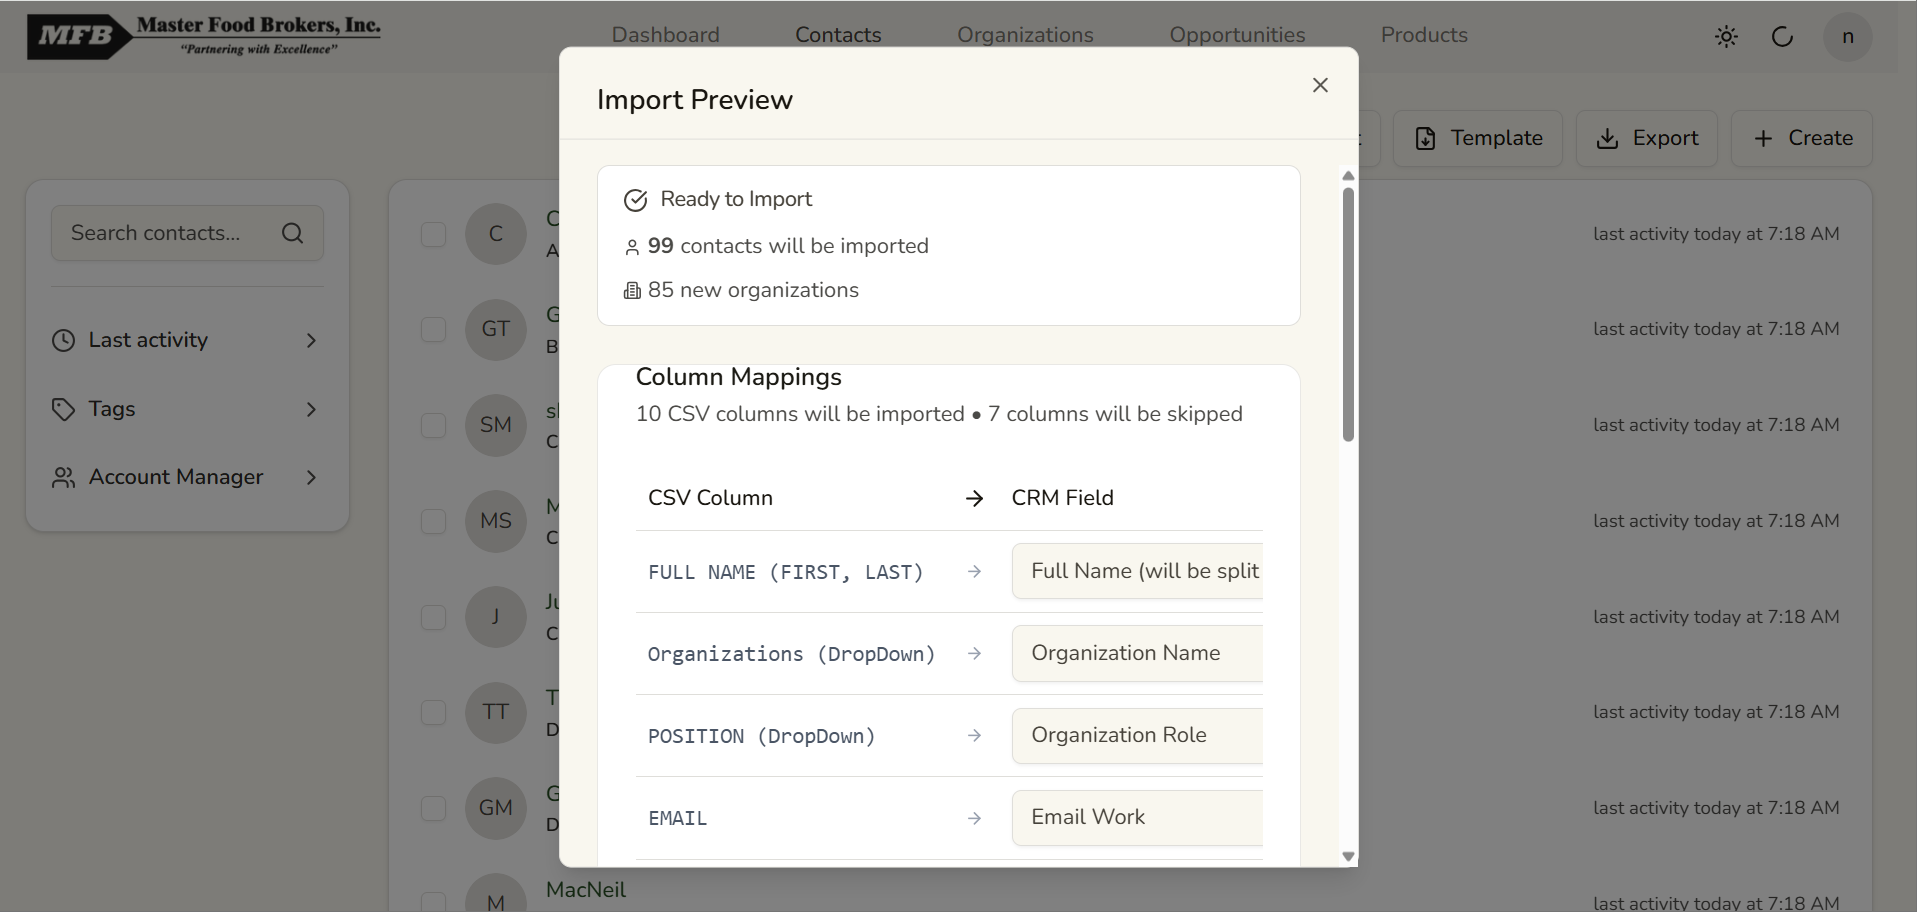 MFB Master Food Brokers, Inc.
"Partnering with Excellence"
Dashboard Contacts Organizations Opportunities Products
n
Import Preview
Template Export Create
Ready to Import
99 contacts will be imported
85 new organizations
Search contacts...
Last activity
Tags
Account Manager
Column Mappings
10 CSV columns will be imported • 7 columns will be skipped
CSV Column → CRM Field
FULL NAME (FIRST, LAST) → Full Name (will be split
Organizations (DropDown) → Organization Name
POSITION (DropDown) → Organization Role
EMAIL → Email Work
C last activity today at 7:18 AM
GT last activity today at 7:18 AM
SM last activity today at 7:18 AM
MS last activity today at 7:18 AM
J last activity today at 7:18 AM
TT last activity today at 7:18 AM
GM last activity today at 7:18 AM
M MacNeil last activity today at 7:18 AM